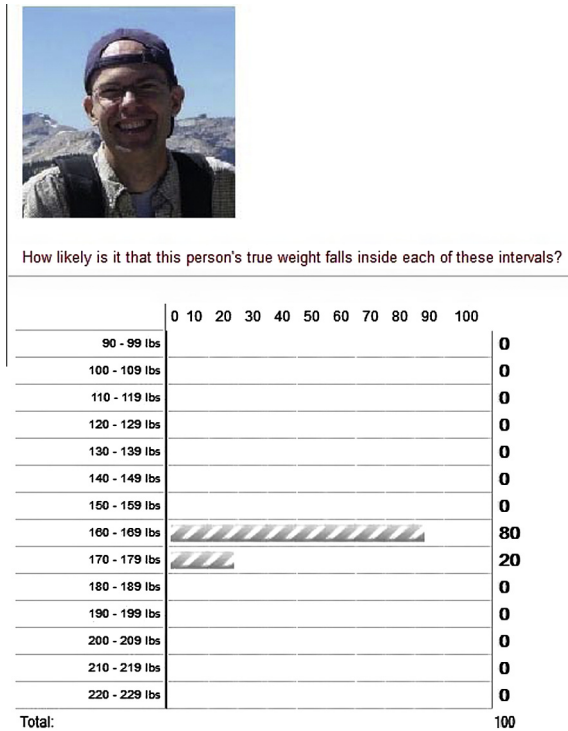 How likely is it that this person's true weight falls inside each of these intervals?
0 10 20 30 40 50 60 70 80 90 100
90 - 99 lbs 0
100 - 109 lbs 0
110 - 119 lbs 0
120 - 129 lbs 0
130 - 139 lbs 0
140 - 149 lbs 0
150 - 159 lbs 0
160 - 169 lbs 80
170 - 179 lbs 20
180 - 189 lbs 0
190 - 199 lbs 0
200 - 209 lbs 0
210 - 219 lbs 0
220 - 229 lbs 0
Total: 100